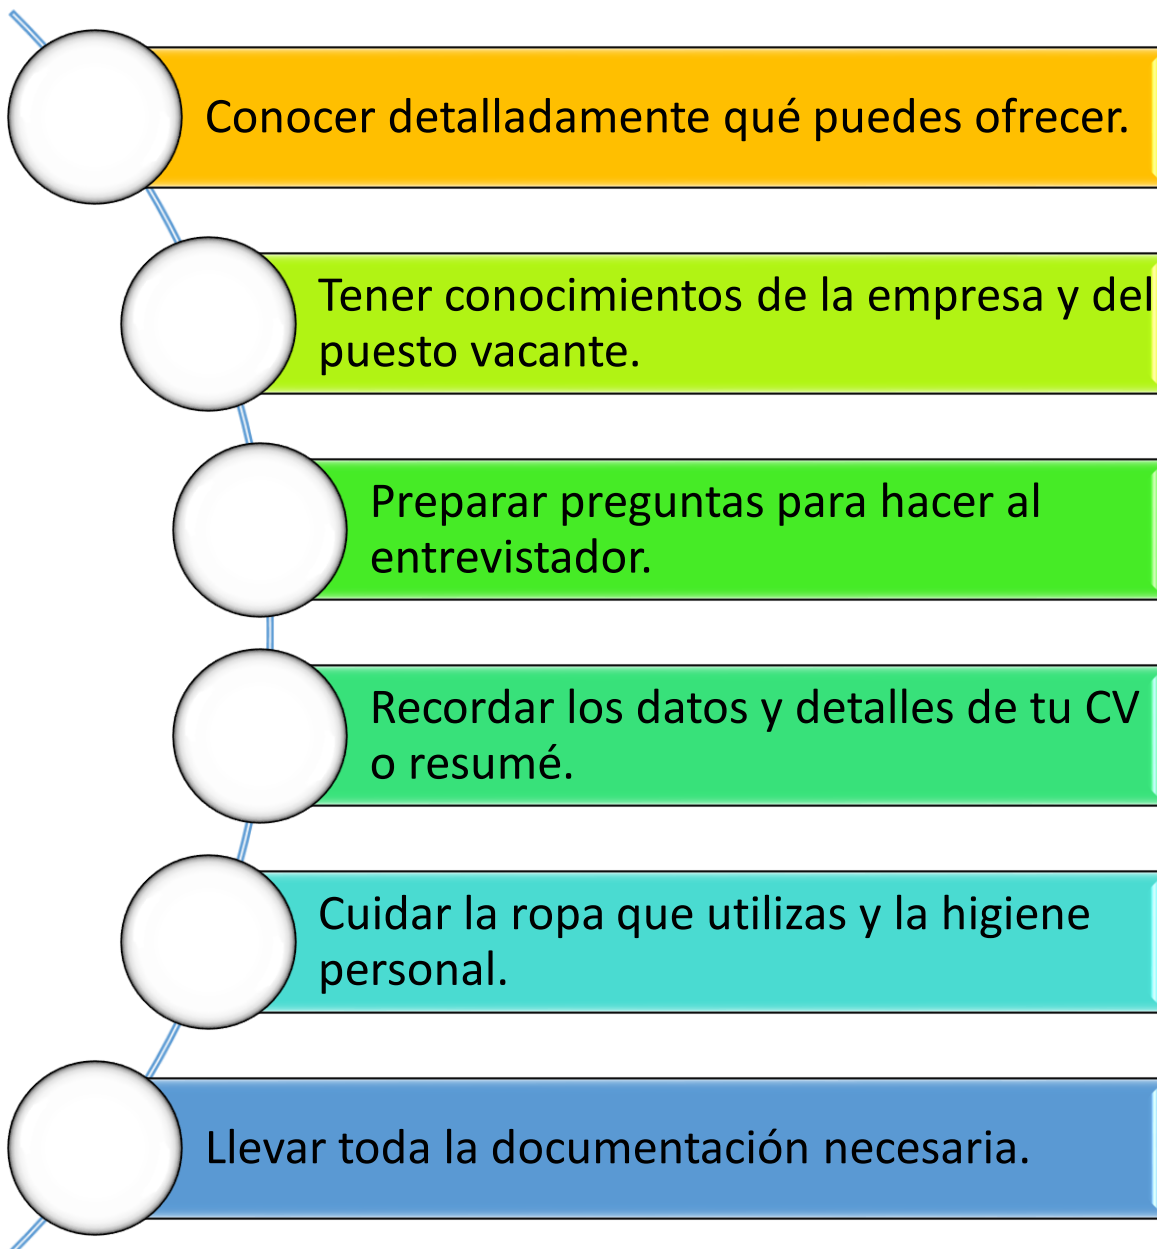 Conocer detalladamente qué puedes ofrecer.
Tener conocimientos de la empresa y del
puesto vacante.
Preparar preguntas para hacer al
entrevistador.
Recordar los datos y detalles de tu CV
o resumé.
Cuidar la ropa que utilizas y la higiene
personal.
Llevar toda la documentación necesaria.